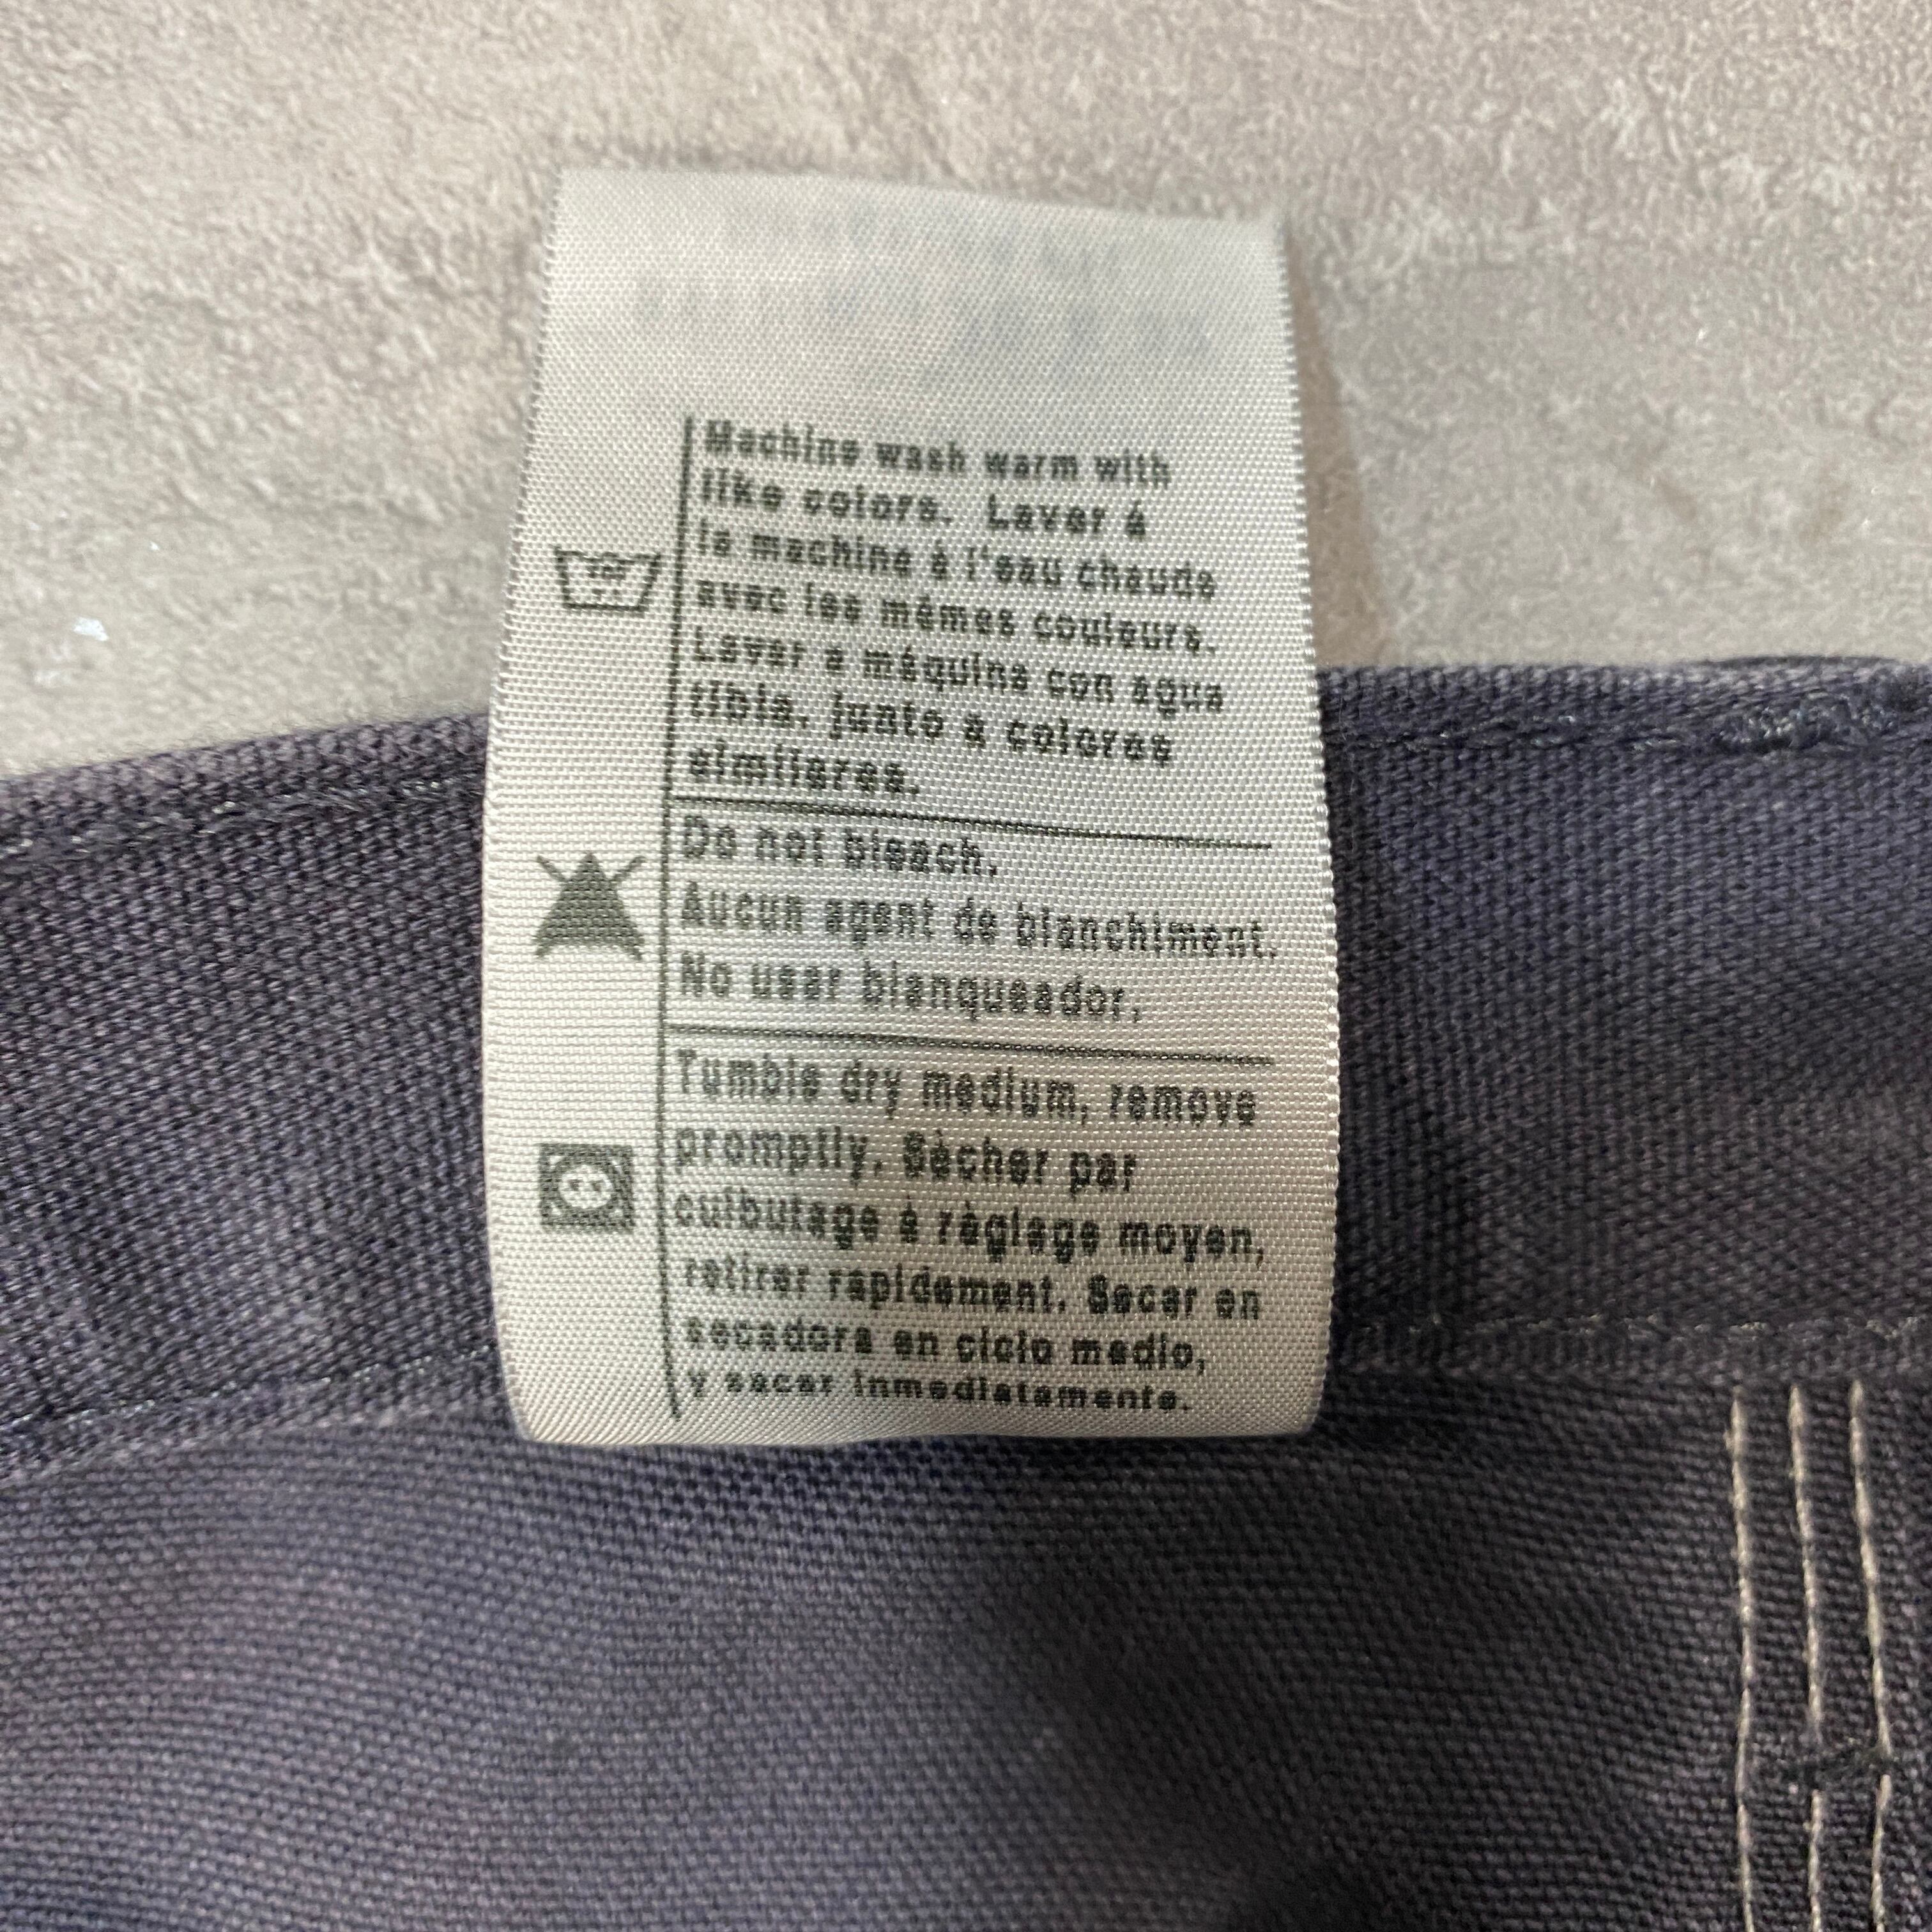 Machine wash warm with
like colors. Laver à
la machine à l'eau chaude
avec les mêmes couleurs.
Lavar a máquina con agua
tibia, junto a colores
similares.
Do not bleach.
Aucun agent de blanchiment.
No usar blanqueador.
Tumble dry medium, remove
promptly. Sècher par
culbutage à règlage moyen,
retirer rapidement. Secar en
secadora en ciclo medio,
y sacar inmediatamente.